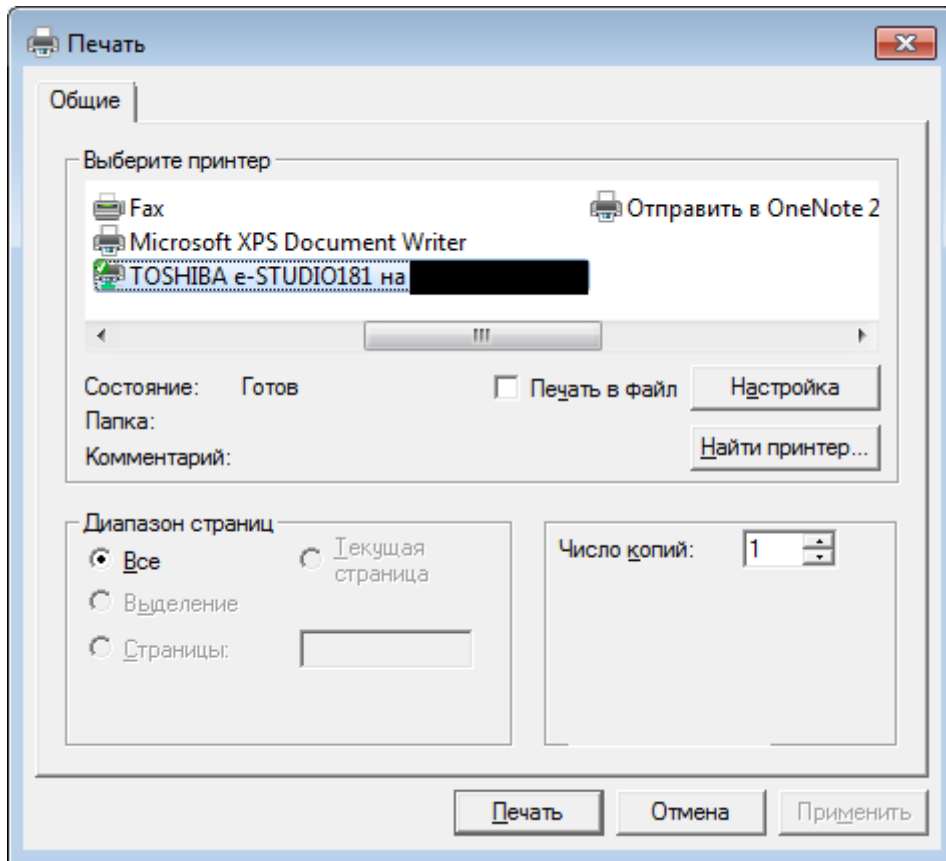 Печать
Общие
Выберите принтер
Fax
Отправить в OneNote 2
Microsoft XPS Document Writer
TOSHIBA e-STUDIO181 на
Состояние: Готов
Печать в файл
Настройка
Папка:
Комментарий:
Найти принтер...
Диапазон страниц
Все
Текущая
страница
Выделение
Страницы:
Число копий: 1
Печать
Отмена
Применить